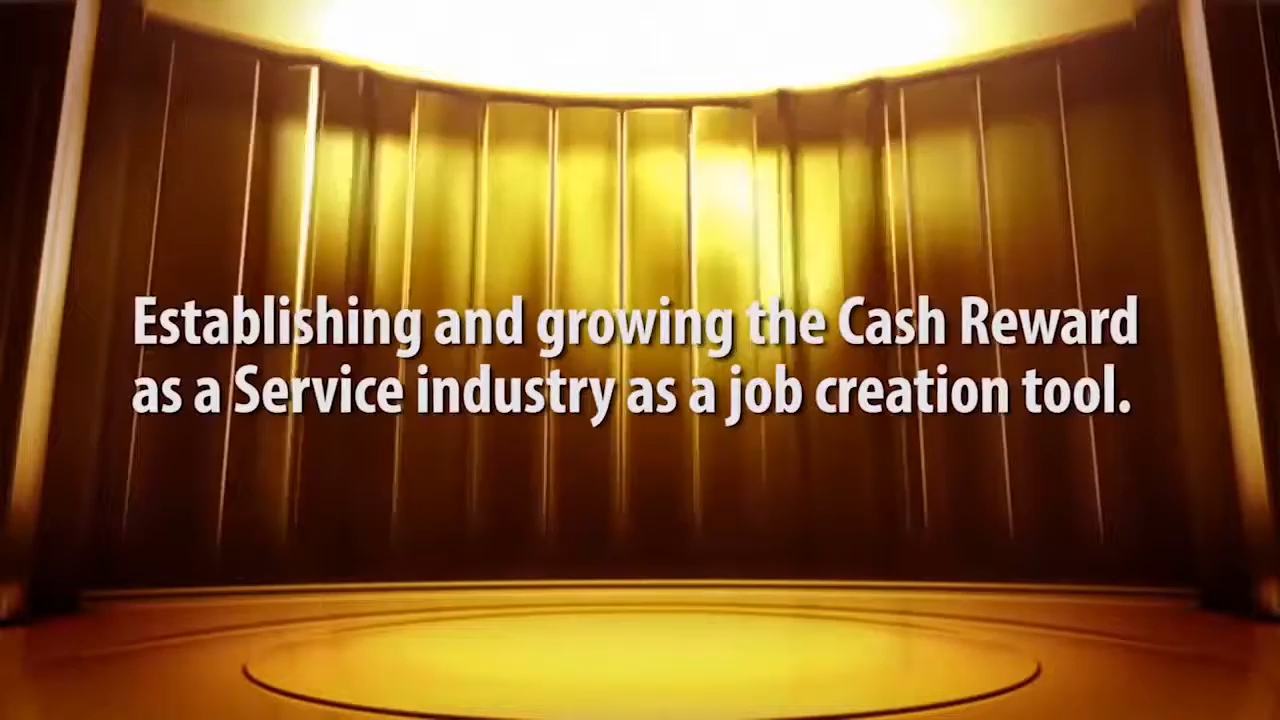 Establishing and growing the Cash Reward
as a Service industry as a job creation tool.